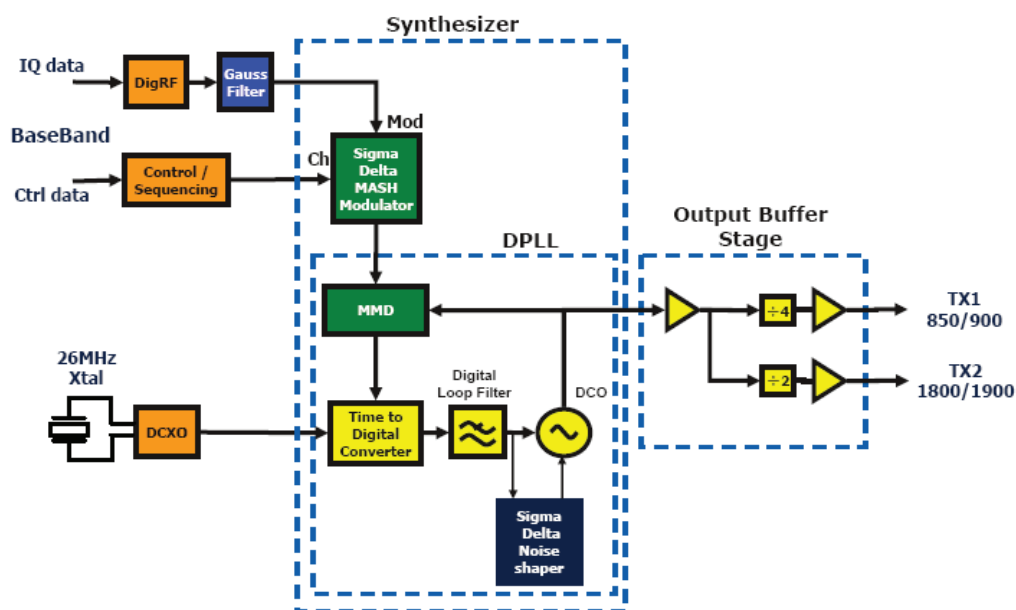 Synthesizer
IQ data
DigRF
Gauss
Filter
BaseBand
Mod
Ch
Ctrl data
Control /
Sequencing
Sigma
Delta
MASH
Modulator
Output Buffer
Stage
DPLL
MMD
÷4
TX1
850/900
26MHz
Xtal
DCXO
Time to
Digital
Converter
Digital
Loop Filter
DCO
÷2
TX2
1800/1900
Sigma
Delta
Noise
shaper